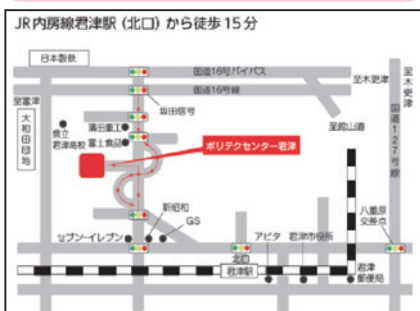 JR内房線君津駅(北口)から徒歩15分
日本製鉄
国道16号バイパス
国道16号線
至木更津
至木更津
至富津
大和田団地
坂田信号
県立君津高校
濱田重工
富士食品
ポリテクセンター君津
至館山道
国道127号線
新昭和
GS
八重原交差点
セブン-イレブン
北口
アピタ
君津市役所
君津駅
君津郵便局